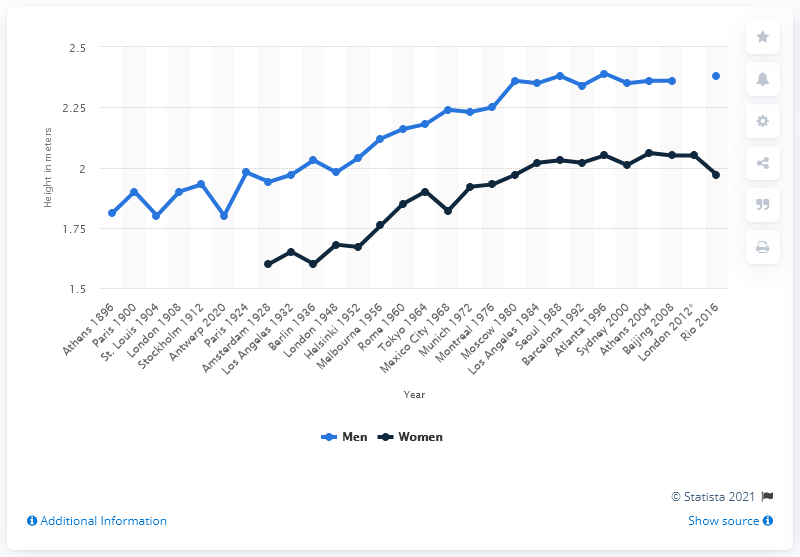 2.5
2.25
2
1.75
1.5
Height in meters
Athens 1896
Paris 1900
St. Louis 1904
London 1908
Stockholm 1912
Antwerp 2020
Paris 1924
Amsterdam 1928
Los Angeles 1932
Berlin 1936
London 1948
Helsinki 1952
Melbourne 1956
Rome 1960
Tokyo 1964
Mexico City 1968
Munich 1972
Montreal 1976
Moscow 1980
Los Angeles 1984
Seoul 1988
Barcelona 1992
Atlanta 1996
Sydney 2000
Athens 2004
Beijing 2008
London 2012*
Rio 2016
Year
Men Women
© Statista 2021
Additional Information Show source